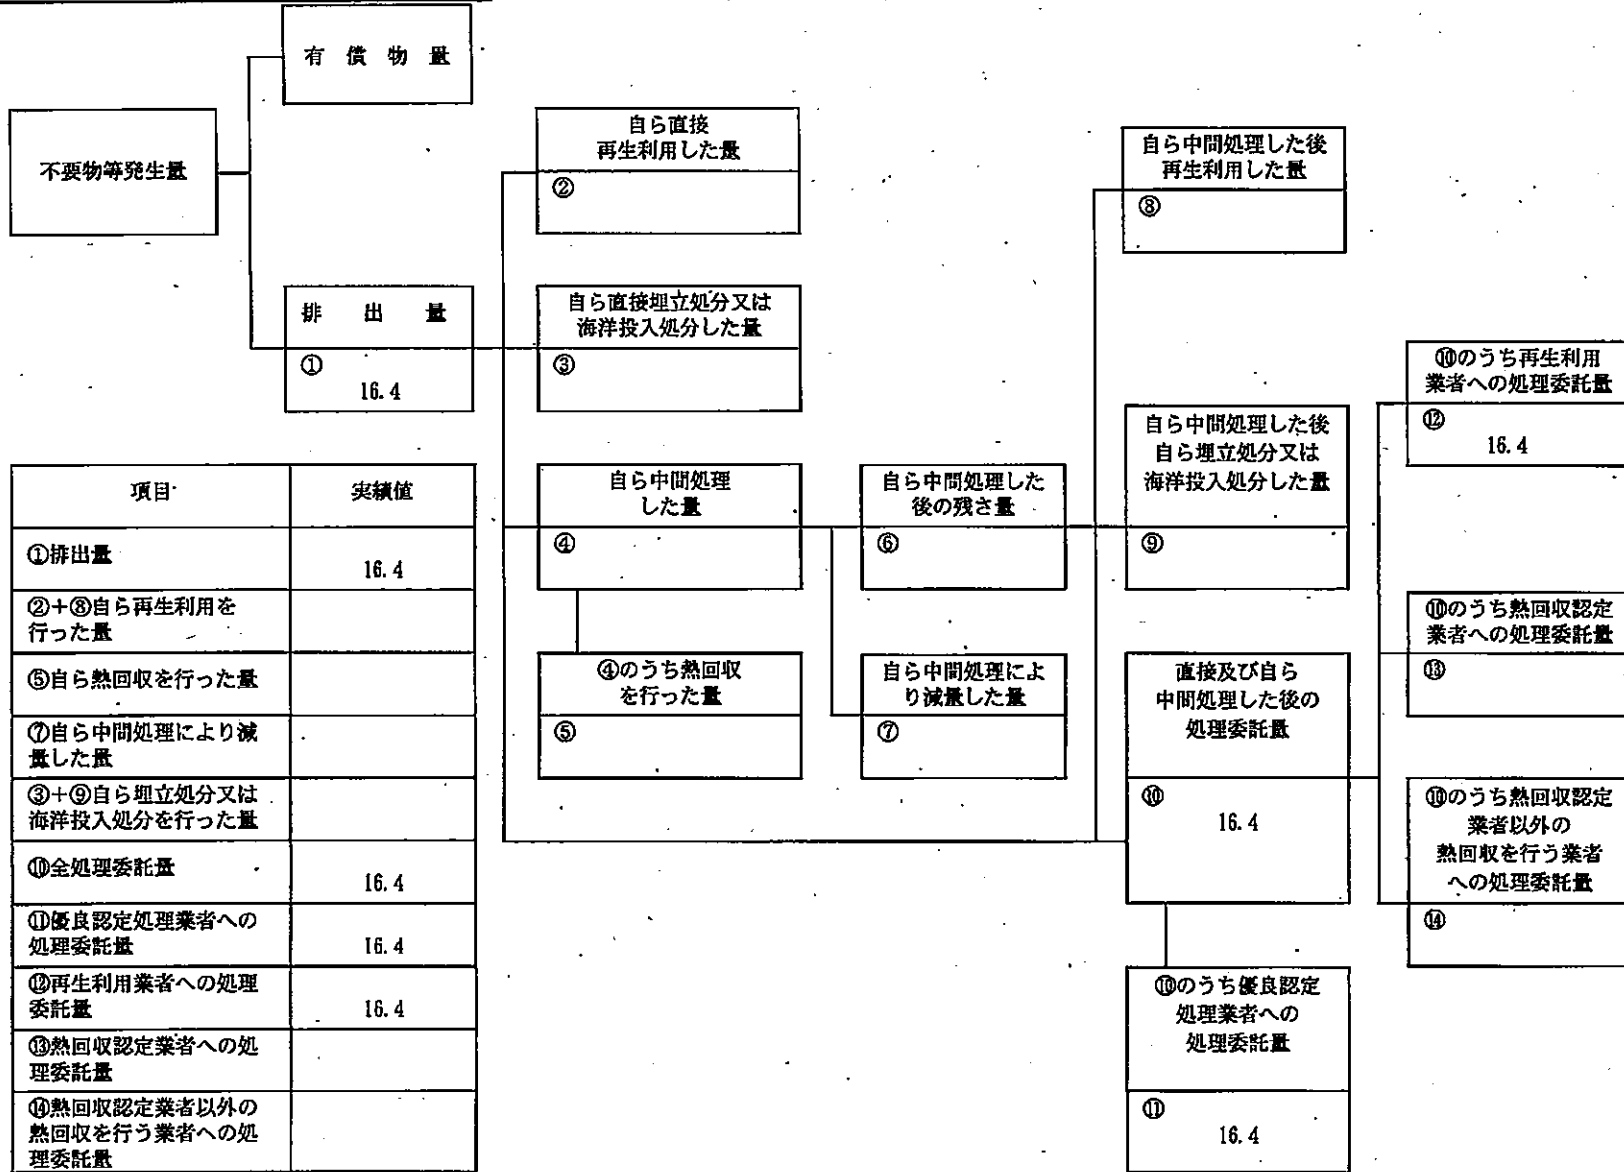 有償物量
不要物等発生量
排出量
①
16.4
自ら直接
再生利用した量
②
自ら直接埋立処分又は
海洋投入処分した量
③
自ら中間処理
した量
④
④のうち熱回収
を行った量
⑤
自ら中間処理した
後の残さ量
⑥
自ら中間処理によ
り減量した量
⑦
自ら中間処理した後
再生利用した量
⑧
自ら中間処理した後
自ら埋立処分又は
海洋投入処分した量
⑨
直接及び自ら
中間処理した後の
処理委託量
⑩
16.4
⑩のうち優良認定
処理業者への
処理委託量
⑪
16.4
⑩のうち再生利用
業者への処理委託量
⑫
16.4
⑩のうち熱回収認定
業者への処理委託量
⑬
⑩のうち熱回収認定
業者以外の
熱回収を行う業者
への処理委託量
⑭
項目 実績値
①排出量 16.4
②+⑧自ら再生利用を
行った量
⑤自ら熱回収を行った量
⑦自ら中間処理により減
量した量
③+⑨自ら埋立処分又は
海洋投入処分を行った量
⑩全処理委託量 16.4
⑪優良認定処理業者への
処理委託量 16.4
⑫再生利用業者への処理
委託量 16.4
⑬熱回収認定業者への処
理委託量
⑭熱回収認定業者以外の
熱回収を行う業者への処
理委託量